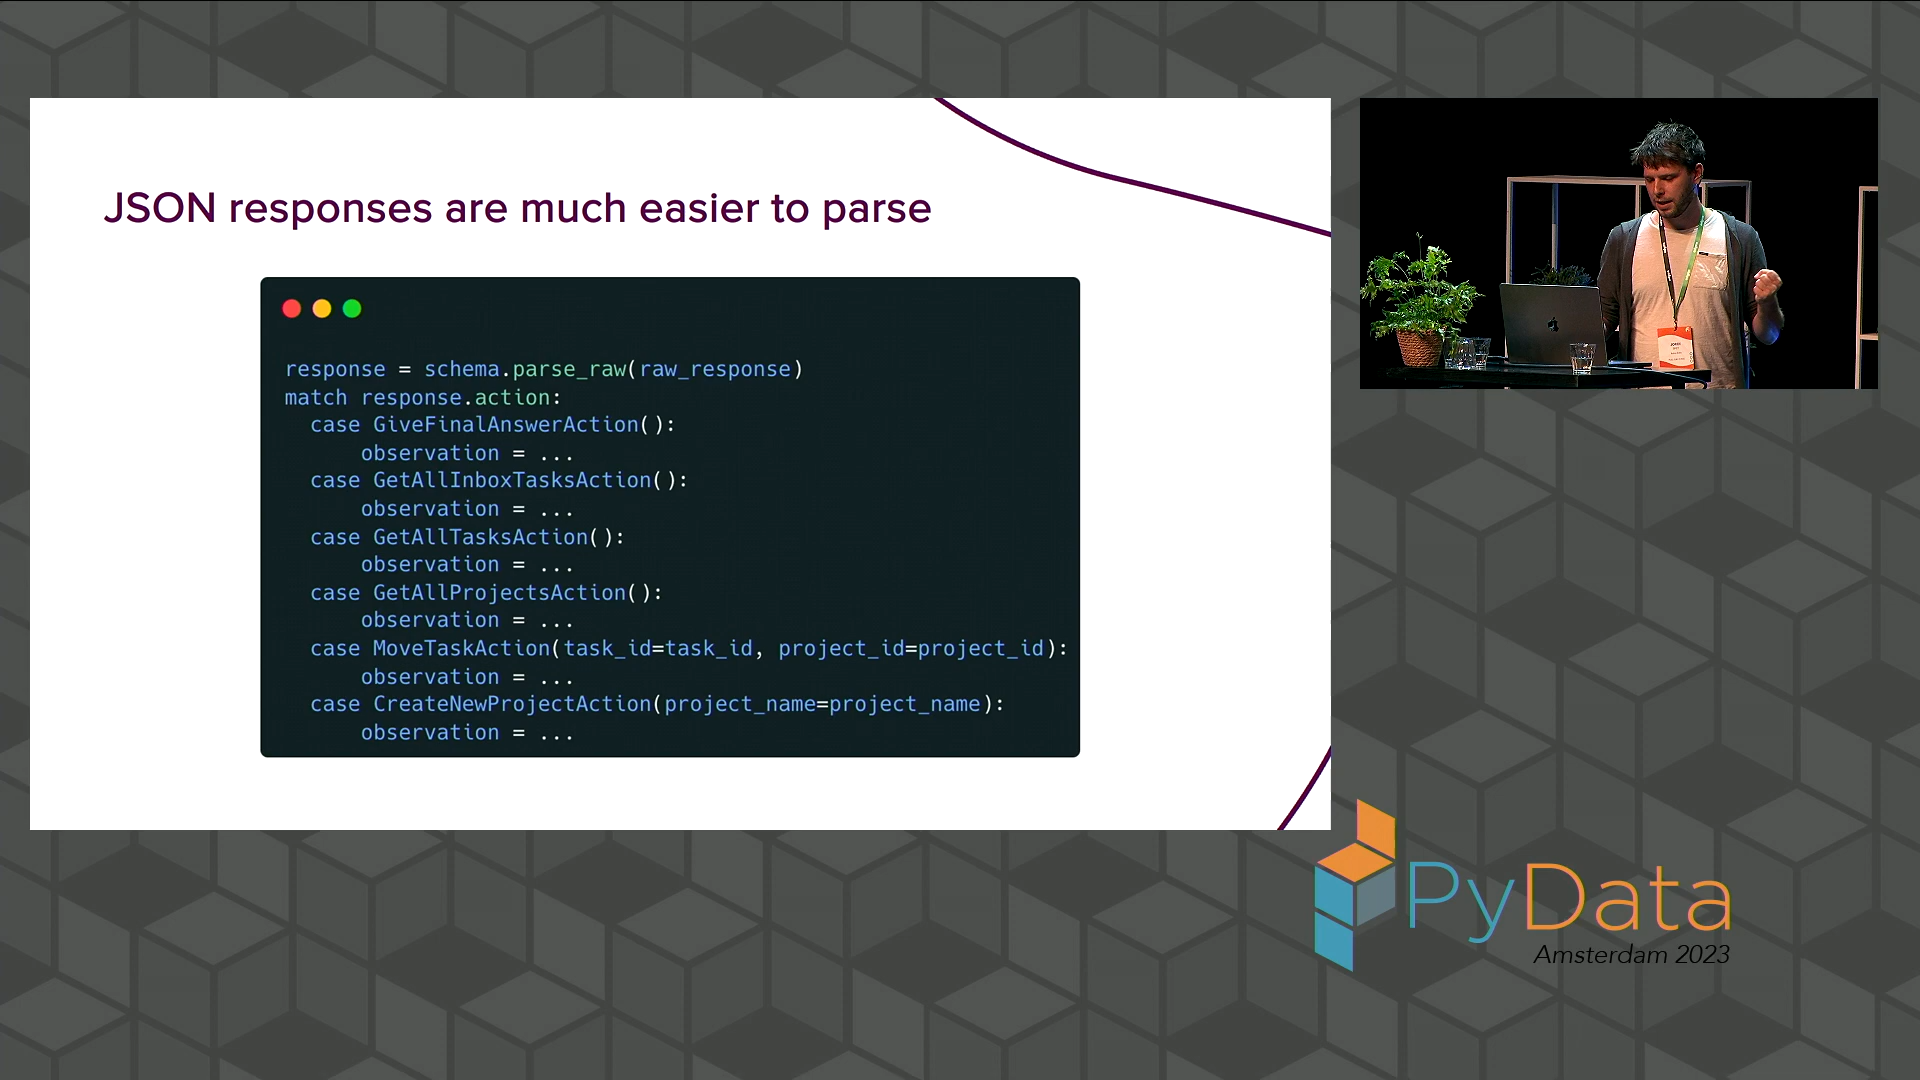 JSON responses are much easier to parse
response = schema.parse_raw(raw_response)
match response.action:
  case GiveFinalAnswerAction():
      observation = ...
  case GetAllInboxTasksAction():
      observation = ...
  case GetAllTasksAction():
      observation = ...
  case GetAllProjectsAction():
      observation = ...
  case MoveTaskAction(task_id=task_id, project_id=project_id):
      observation = ...
  case CreateNewProjectAction(project_name=project_name):
      observation = ...
PyData
Amsterdam 2023